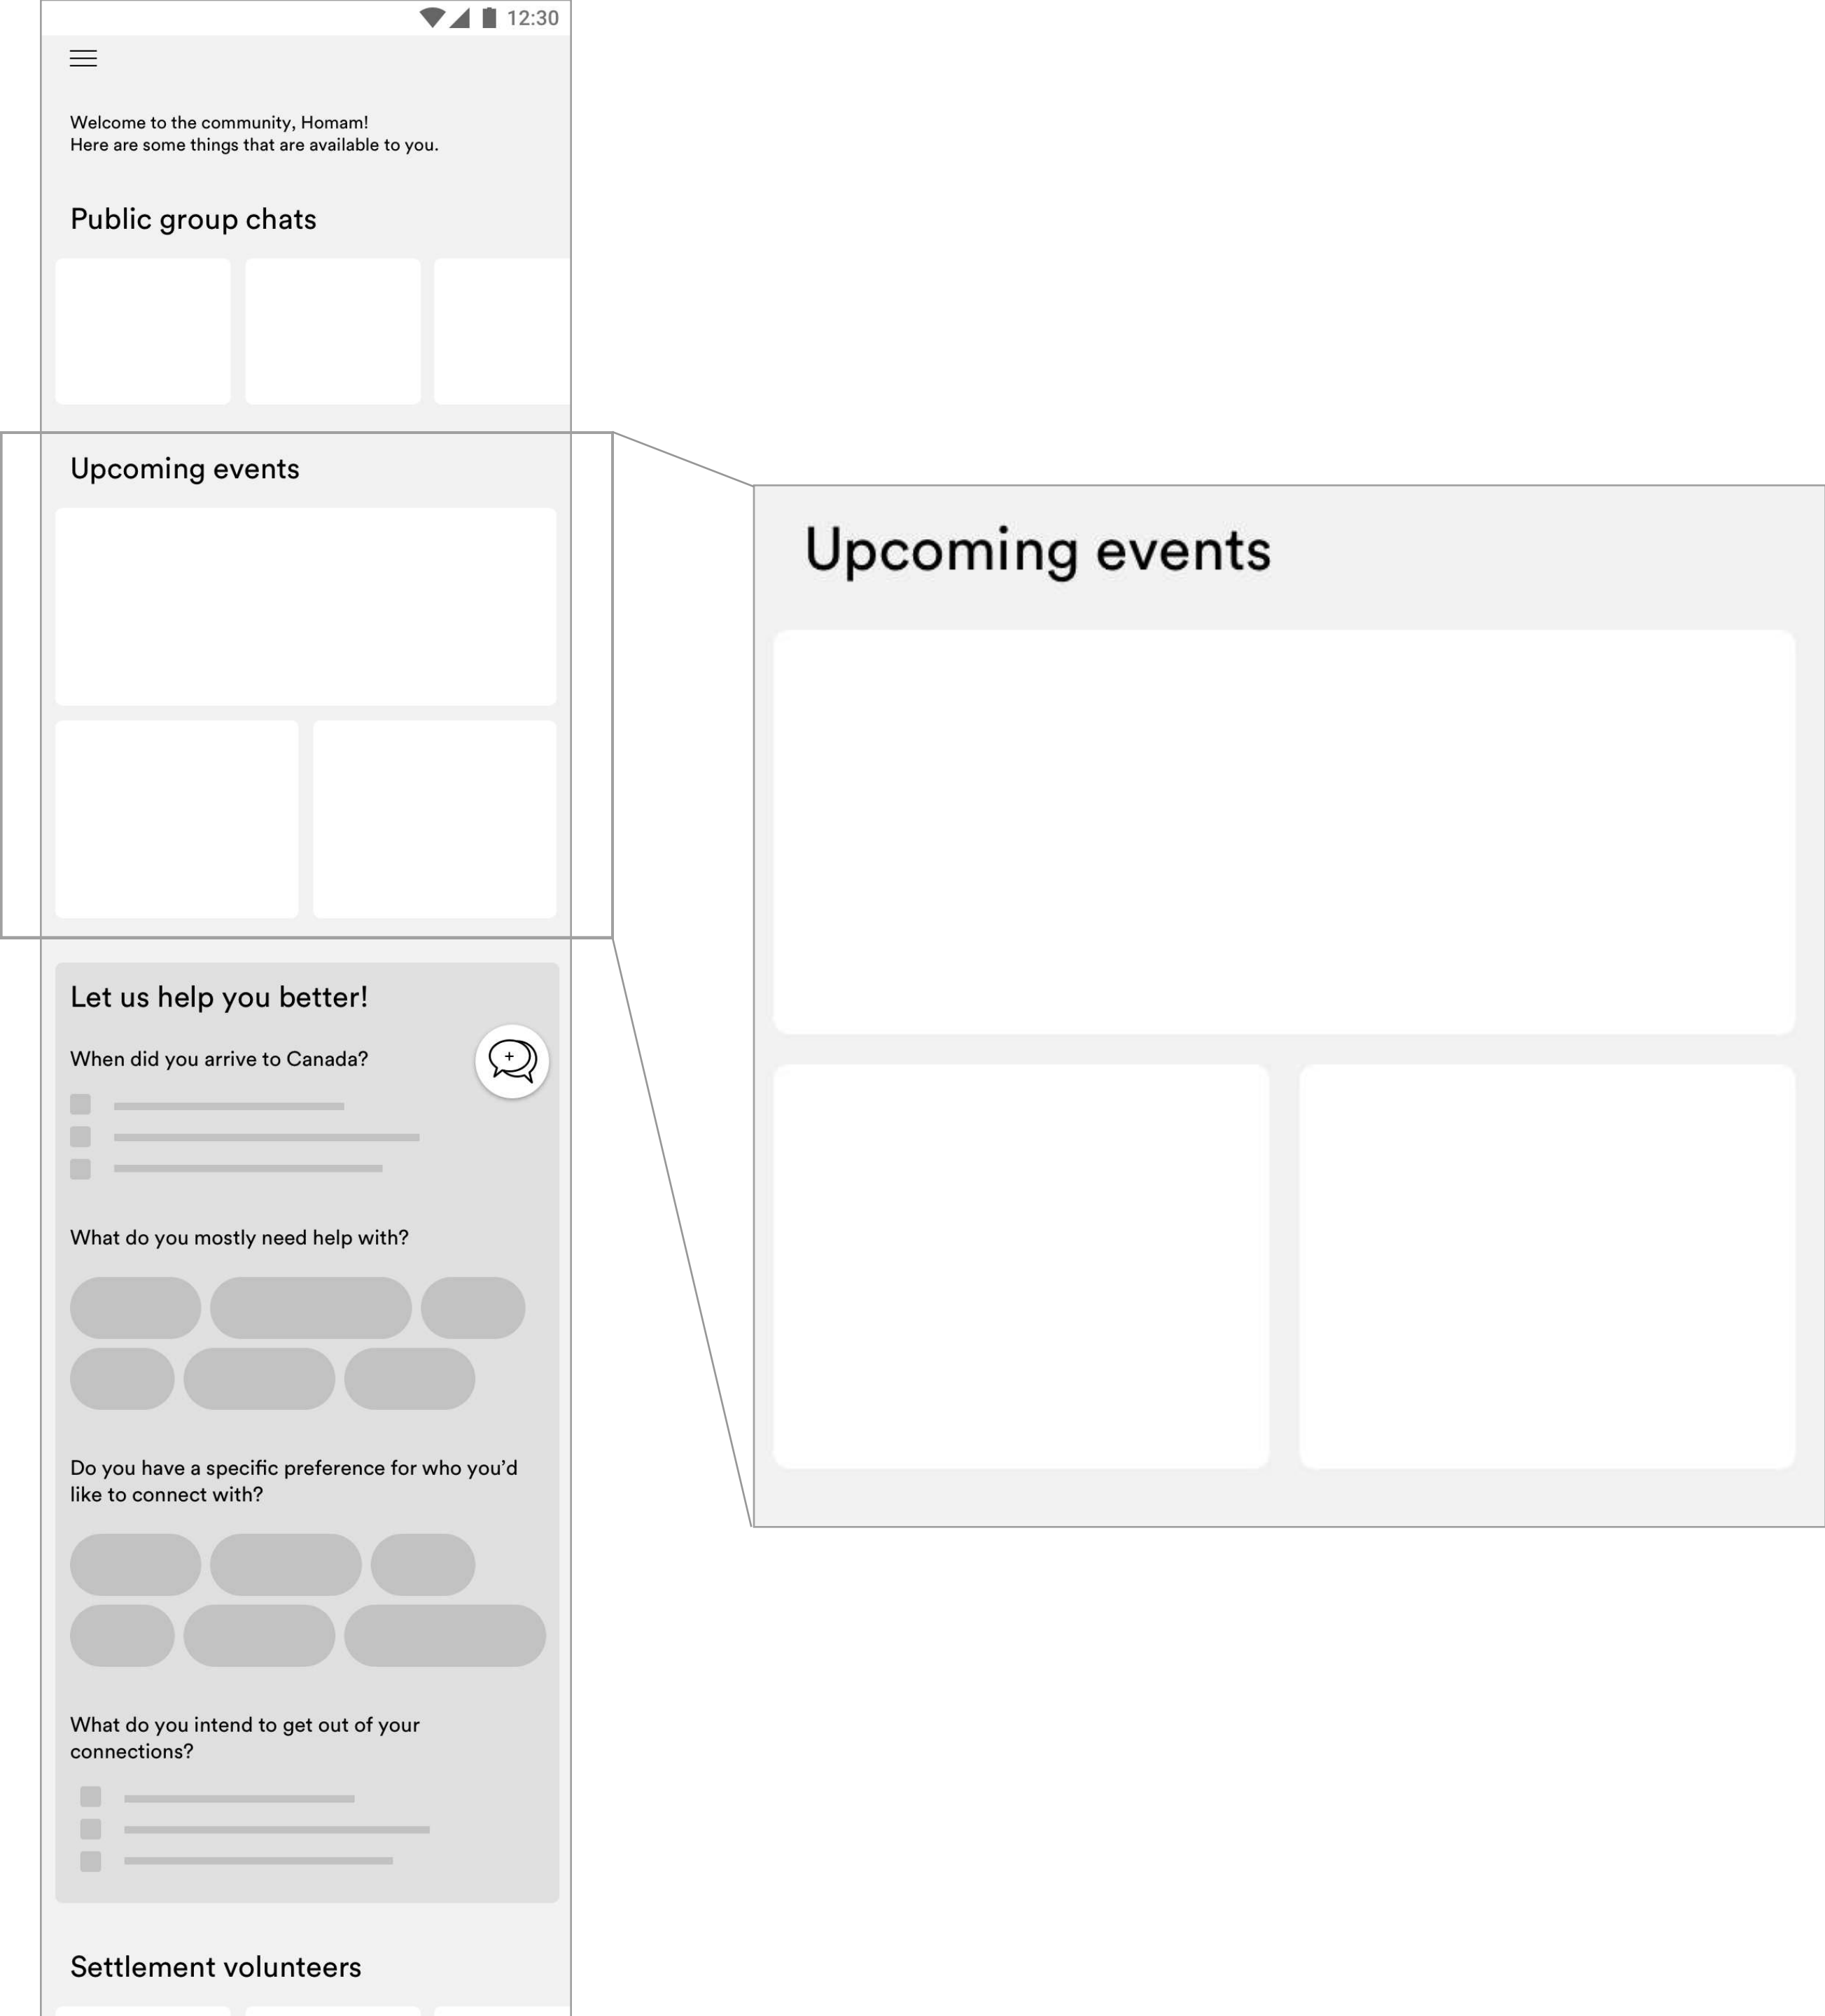 12:30
Welcome to the community, Homam!
Here are some things that are available to you.
Public group chats
Upcoming events
Upcoming events
Let us help you better!
When did you arrive to Canada?
+
What do you mostly need help with?
Do you have a specific preference for who you’d
like to connect with?
What do you intend to get out of your
connections?
Settlement volunteers